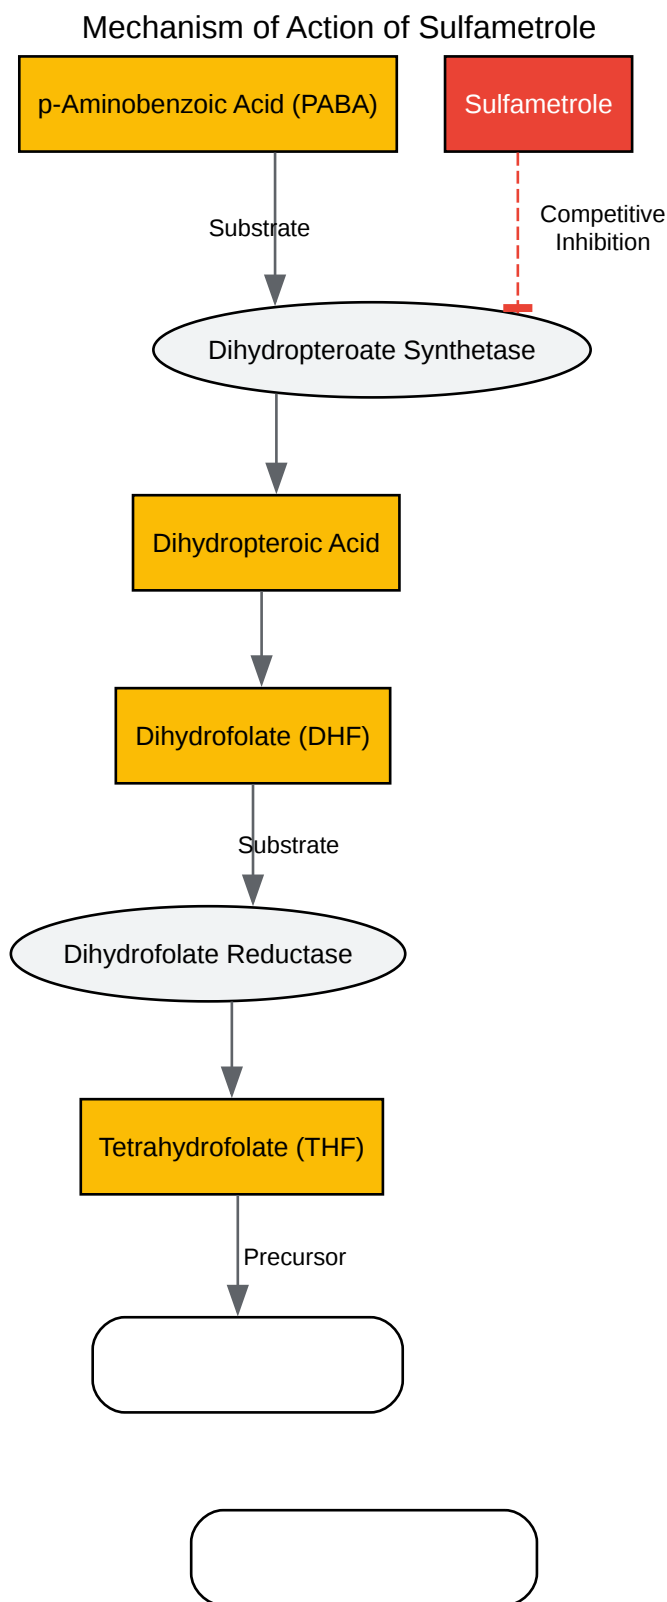 Mechanism of Action of Sulfametrole
p-Aminobenzoic Acid (PABA)
Sulfametrole
Substrate
Competitive
Inhibition
Dihydropteroate Synthetase
Dihydropteroic Acid
Dihydrofolate (DHF)
Substrate
Dihydrofolate Reductase
Tetrahydrofolate (THF)
Precursor